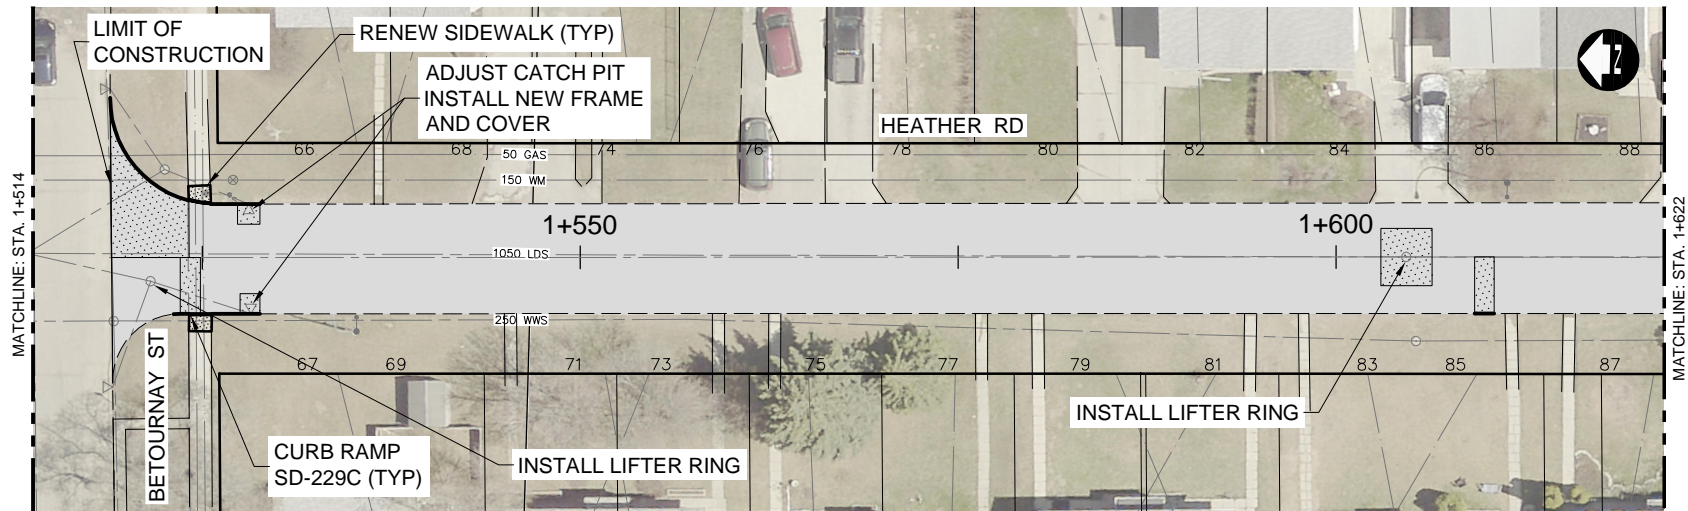 LIMIT OF
CONSTRUCTION
RENEW SIDEWALK (TYP)
ADJUST CATCH PIT
INSTALL NEW FRAME
AND COVER
HEATHER RD
N
66
68
74
76
78
80
82
84
86
88
50 GAS
150 WM
MATCHLINE: STA. 1+514
1+550
1+600
MATCHLINE: STA. 1+622
1050 LDS
250 WWS
67
69
71
73
75
77
79
81
83
85
87
BETOURNAY ST
CURB RAMP
SD-229C (TYP)
INSTALL LIFTER RING
INSTALL LIFTER RING